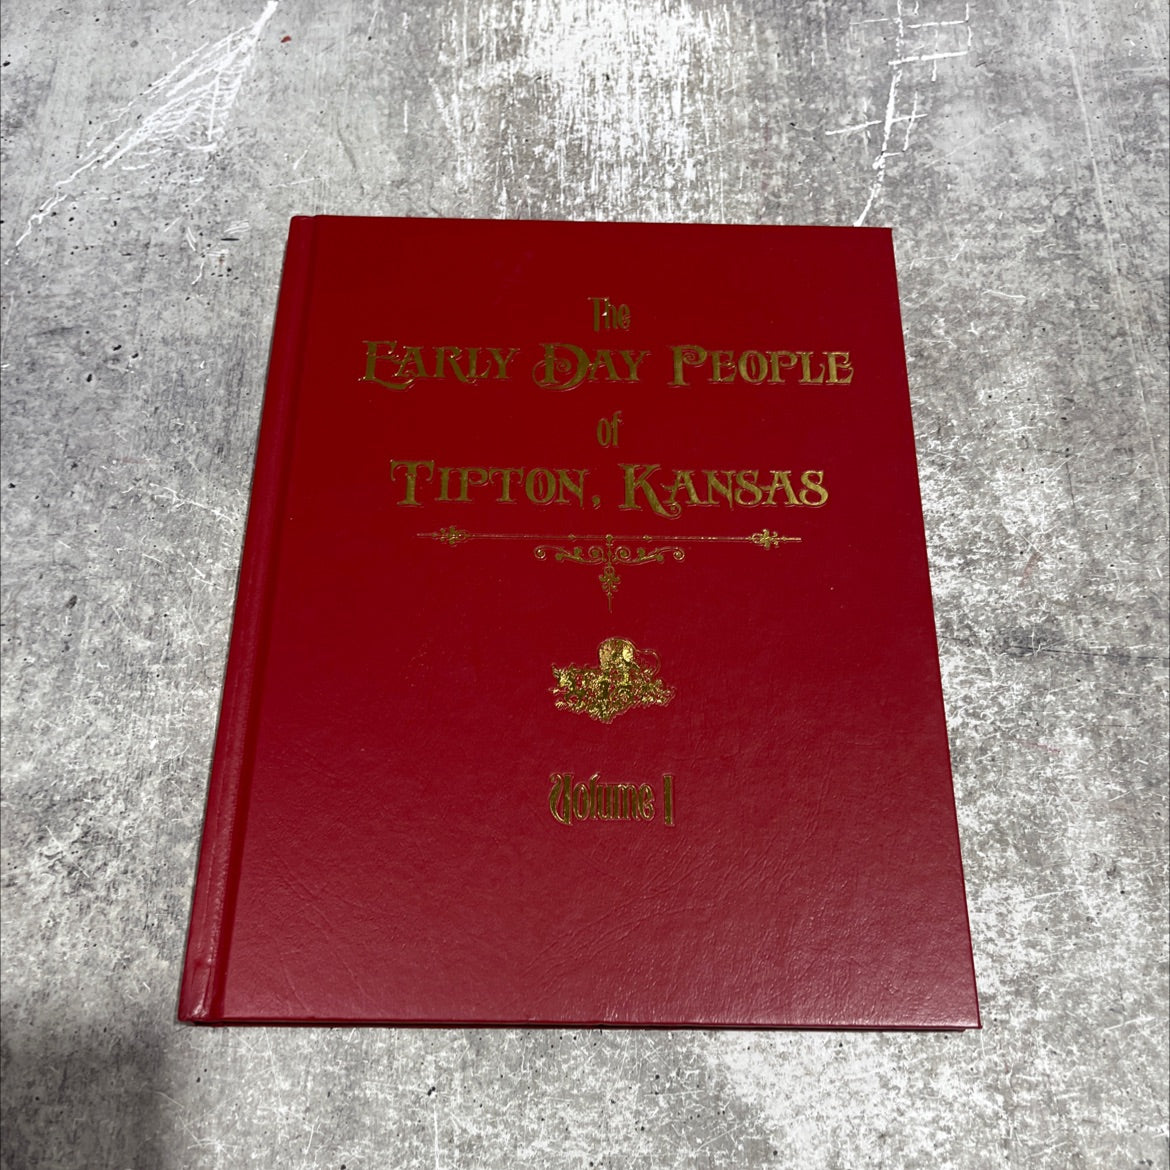 The
EARLY DAY PEOPLE
of
TIPTON, KANSAS
Volume I